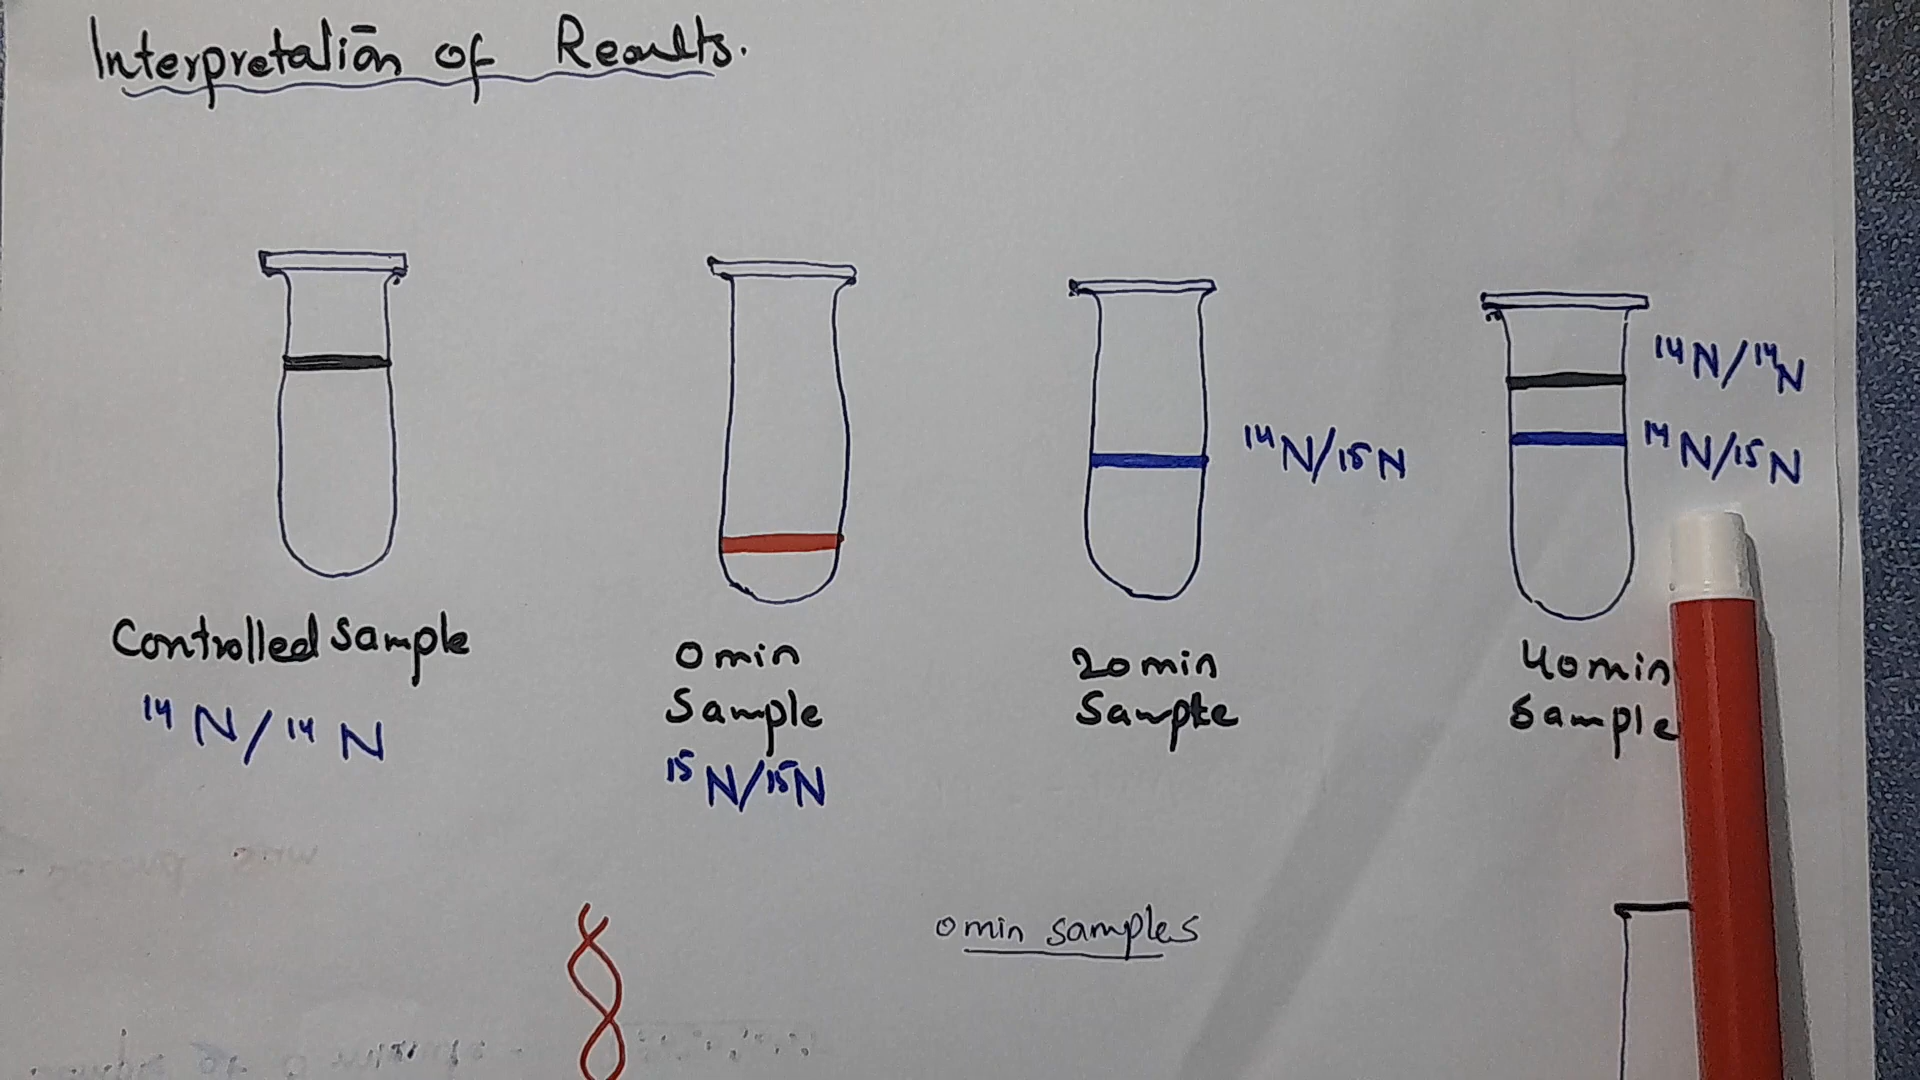 Interpretation of Results.
¹⁴N/¹⁴N
¹⁴N/¹⁵N
¹⁴N/¹⁵N
Controlled Sample
¹⁴N/¹⁴N
0 min
Sample
¹⁵N/¹⁵N
20 min
Sample
40 min
Sample
0 min samples